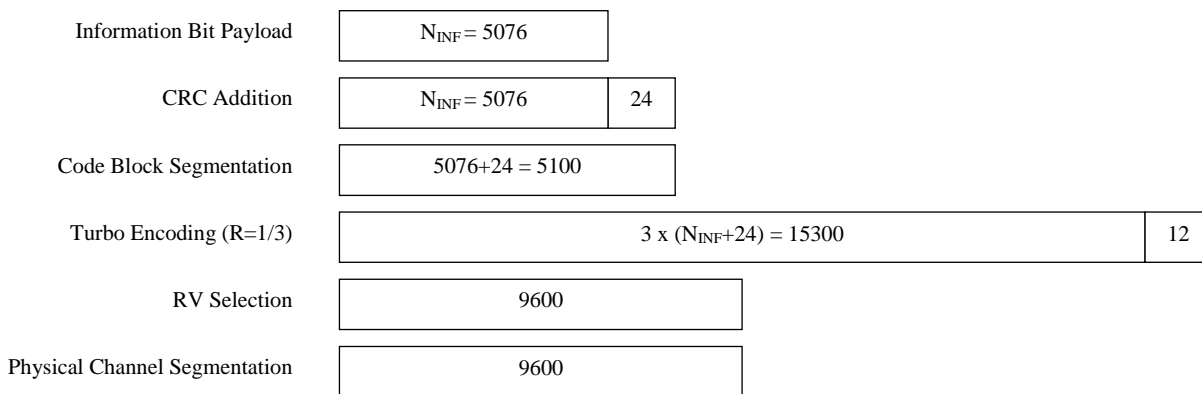 Information Bit Payload
N_INF = 5076
CRC Addition
N_INF = 5076
24
Code Block Segmentation
5076+24 = 5100
Turbo Encoding (R=1/3)
3 x (N_INF+24) = 15300
12
RV Selection
9600
Physical Channel Segmentation
9600